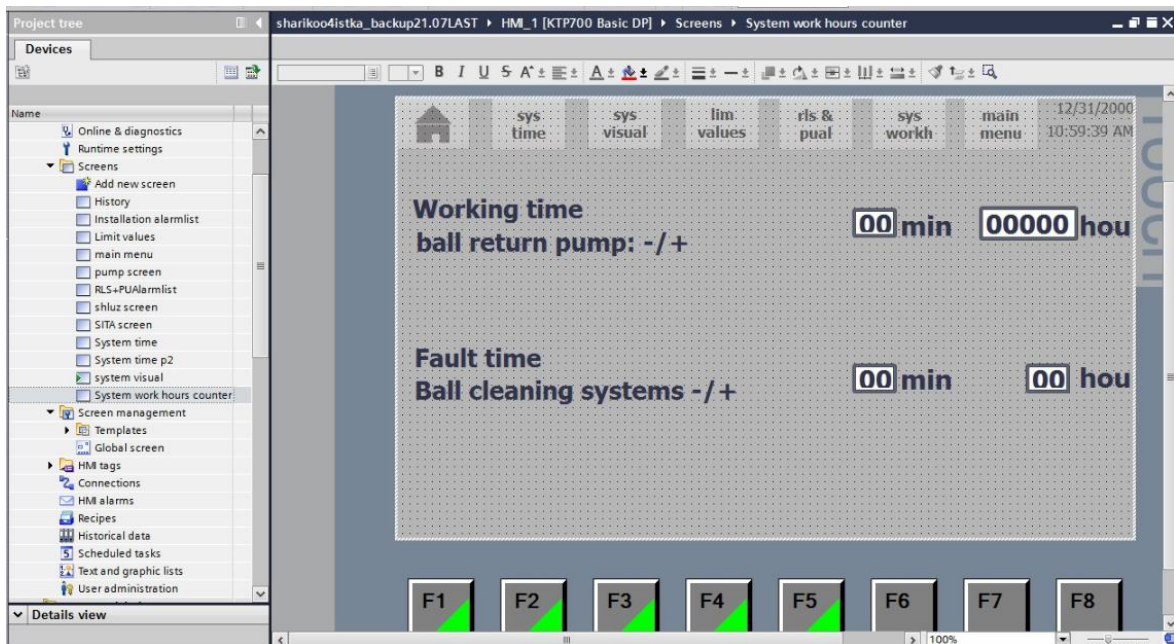 Project tree
sharikoo4istka_backup21.07LAST ▸ HMI_1 [KTP700 Basic DP] ▸ Screens ▸ System work hours counter
Devices
B I U S A
Name
Online & diagnostics
Runtime settings
Screens
Add new screen
History
Installation alarmlist
Limit values
main menu
pump screen
RLS+PUAlarmlist
shluz screen
SITA screen
System time
System time p2
system visual
System work hours counter
Screen management
Templates
Global screen
HMI tags
Connections
HMI alarms
Recipes
Historical data
Scheduled tasks
Text and graphic lists
User administration
Details view
sys
time
sys
visual
lim
values
rls &
pual
sys
workh
main
menu
12/31/2000
10:59:39 AM
TOUCH
Working time
ball return pump: -/+
00 min 00000 hou
Fault time
Ball cleaning systems -/+
00 min 00 hou
F1 F2 F3 F4 F5 F6 F7 F8
100%